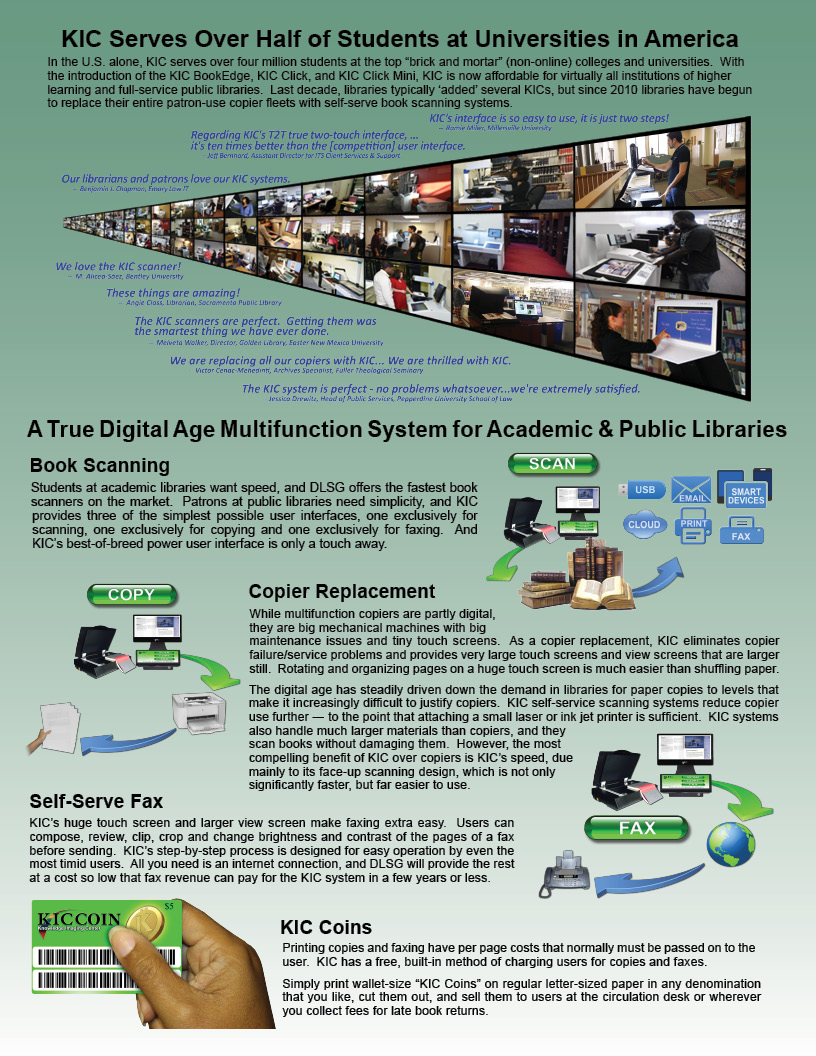 KIC Serves Over Half of Students at Universities in America
In the U.S. alone, KIC serves over four million students at the top “brick and mortar” (non-online) colleges and universities. With
the introduction of the KIC BookEdge, KIC Click, and KIC Click Mini, KIC is now affordable for virtually all institutions of higher
learning and full-service public libraries. Last decade, libraries typically ‘added’ several KICs, but since 2010 libraries have begun
to replace their entire patron-use copier fleets with self-serve book scanning systems.
KIC's interface is so easy to use, it is just two steps!
-- Ramie Miller, Millersville University
Regarding KIC's T2T true two-touch interface, ...
it's ten times better than the [competition] user interface.
- Jeff Bernnard, Assistant Director for ITS Client Services & Support
Our librarians and patrons love our KIC systems.
-- Benjamin L Chapman, Emory Law IT
We love the KIC scanner!
-- M. Alicea-Sáez, Bentley University
These things are amazing!
-- Angie Closs, Librarian, Sacramento Public Library
The KIC scanners are perfect. Getting them was
the smartest thing we have ever done.
-- Melveta Walker, Director, Golden Library, Easter New Mexico University
We are replacing all our copiers with KIC... We are thrilled with KIC.
Victor Cenac-Mehedinti, Archives Specialist, Fuller Theological Seminary
The KIC system is perfect - no problems whatsoever...we're extremely satisfied.
Jessica Drewitz, Head of Public Services, Pepperdine University School of Law
A True Digital Age Multifunction System for Academic & Public Libraries
Book Scanning
Students at academic libraries want speed, and DLSG offers the fastest book
scanners on the market. Patrons at public libraries need simplicity, and KIC
provides three of the simplest possible user interfaces, one exclusively for
scanning, one exclusively for copying and one exclusively for faxing. And
KIC’s best-of-breed power user interface is only a touch away.
SCAN
USB
EMAIL
SMART
DEVICES
CLOUD
PRINT
FAX
COPY
Copier Replacement
While multifunction copiers are partly digital,
they are big mechanical machines with big
maintenance issues and tiny touch screens. As a copier replacement, KIC eliminates copier
failure/service problems and provides very large touch screens and view screens that are larger
still. Rotating and organizing pages on a huge touch screen is much easier than shuffling paper.
The digital age has steadily driven down the demand in libraries for paper copies to levels that
make it increasingly difficult to justify copiers. KIC self-service scanning systems reduce copier
use further — to the point that attaching a small laser or ink jet printer is sufficient. KIC systems
also handle much larger materials than copiers, and they
scan books without damaging them. However, the most
compelling benefit of KIC over copiers is KIC’s speed, due
mainly to its face-up scanning design, which is not only
significantly faster, but far easier to use.
Self-Serve Fax
KIC’s huge touch screen and larger view screen make faxing extra easy. Users can
compose, review, clip, crop and change brightness and contrast of the pages of a fax
before sending. KIC’s step-by-step process is designed for easy operation by even the
most timid users. All you need is an internet connection, and DLSG will provide the rest
at a cost so low that fax revenue can pay for the KIC system in a few years or less.
FAX
KIC COIN
Knowledge Imaging Center
$5
KIC Coins
Printing copies and faxing have per page costs that normally must be passed on to the
user. KIC has a free, built-in method of charging users for copies and faxes.
Simply print wallet-size “KIC Coins” on regular letter-sized paper in any denomination
that you like, cut them out, and sell them to users at the circulation desk or wherever
you collect fees for late book returns.